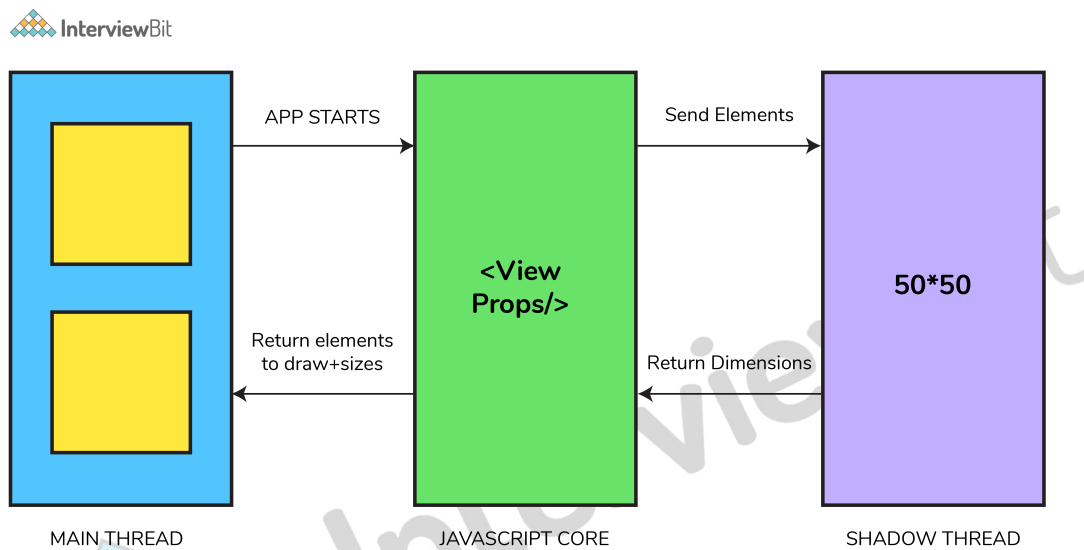 InterviewBit
APP STARTS
Send Elements
<View
Props/>
50*50
Return elements
to draw+sizes
Return Dimensions
MAIN THREAD
JAVASCRIPT CORE
SHADOW THREAD